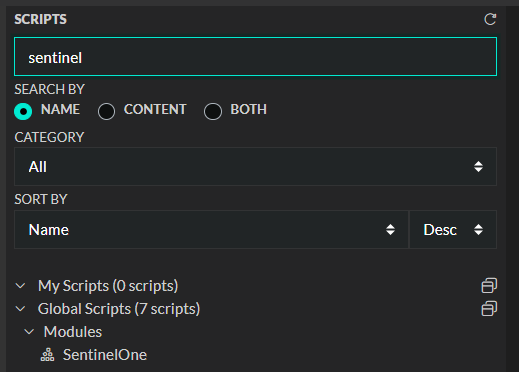 SCRIPTS
sentinel
SEARCH BY
NAME CONTENT BOTH
CATEGORY
All
SORT BY
Name Desc
My Scripts (0 scripts)
Global Scripts (7 scripts)
Modules
SentinelOne